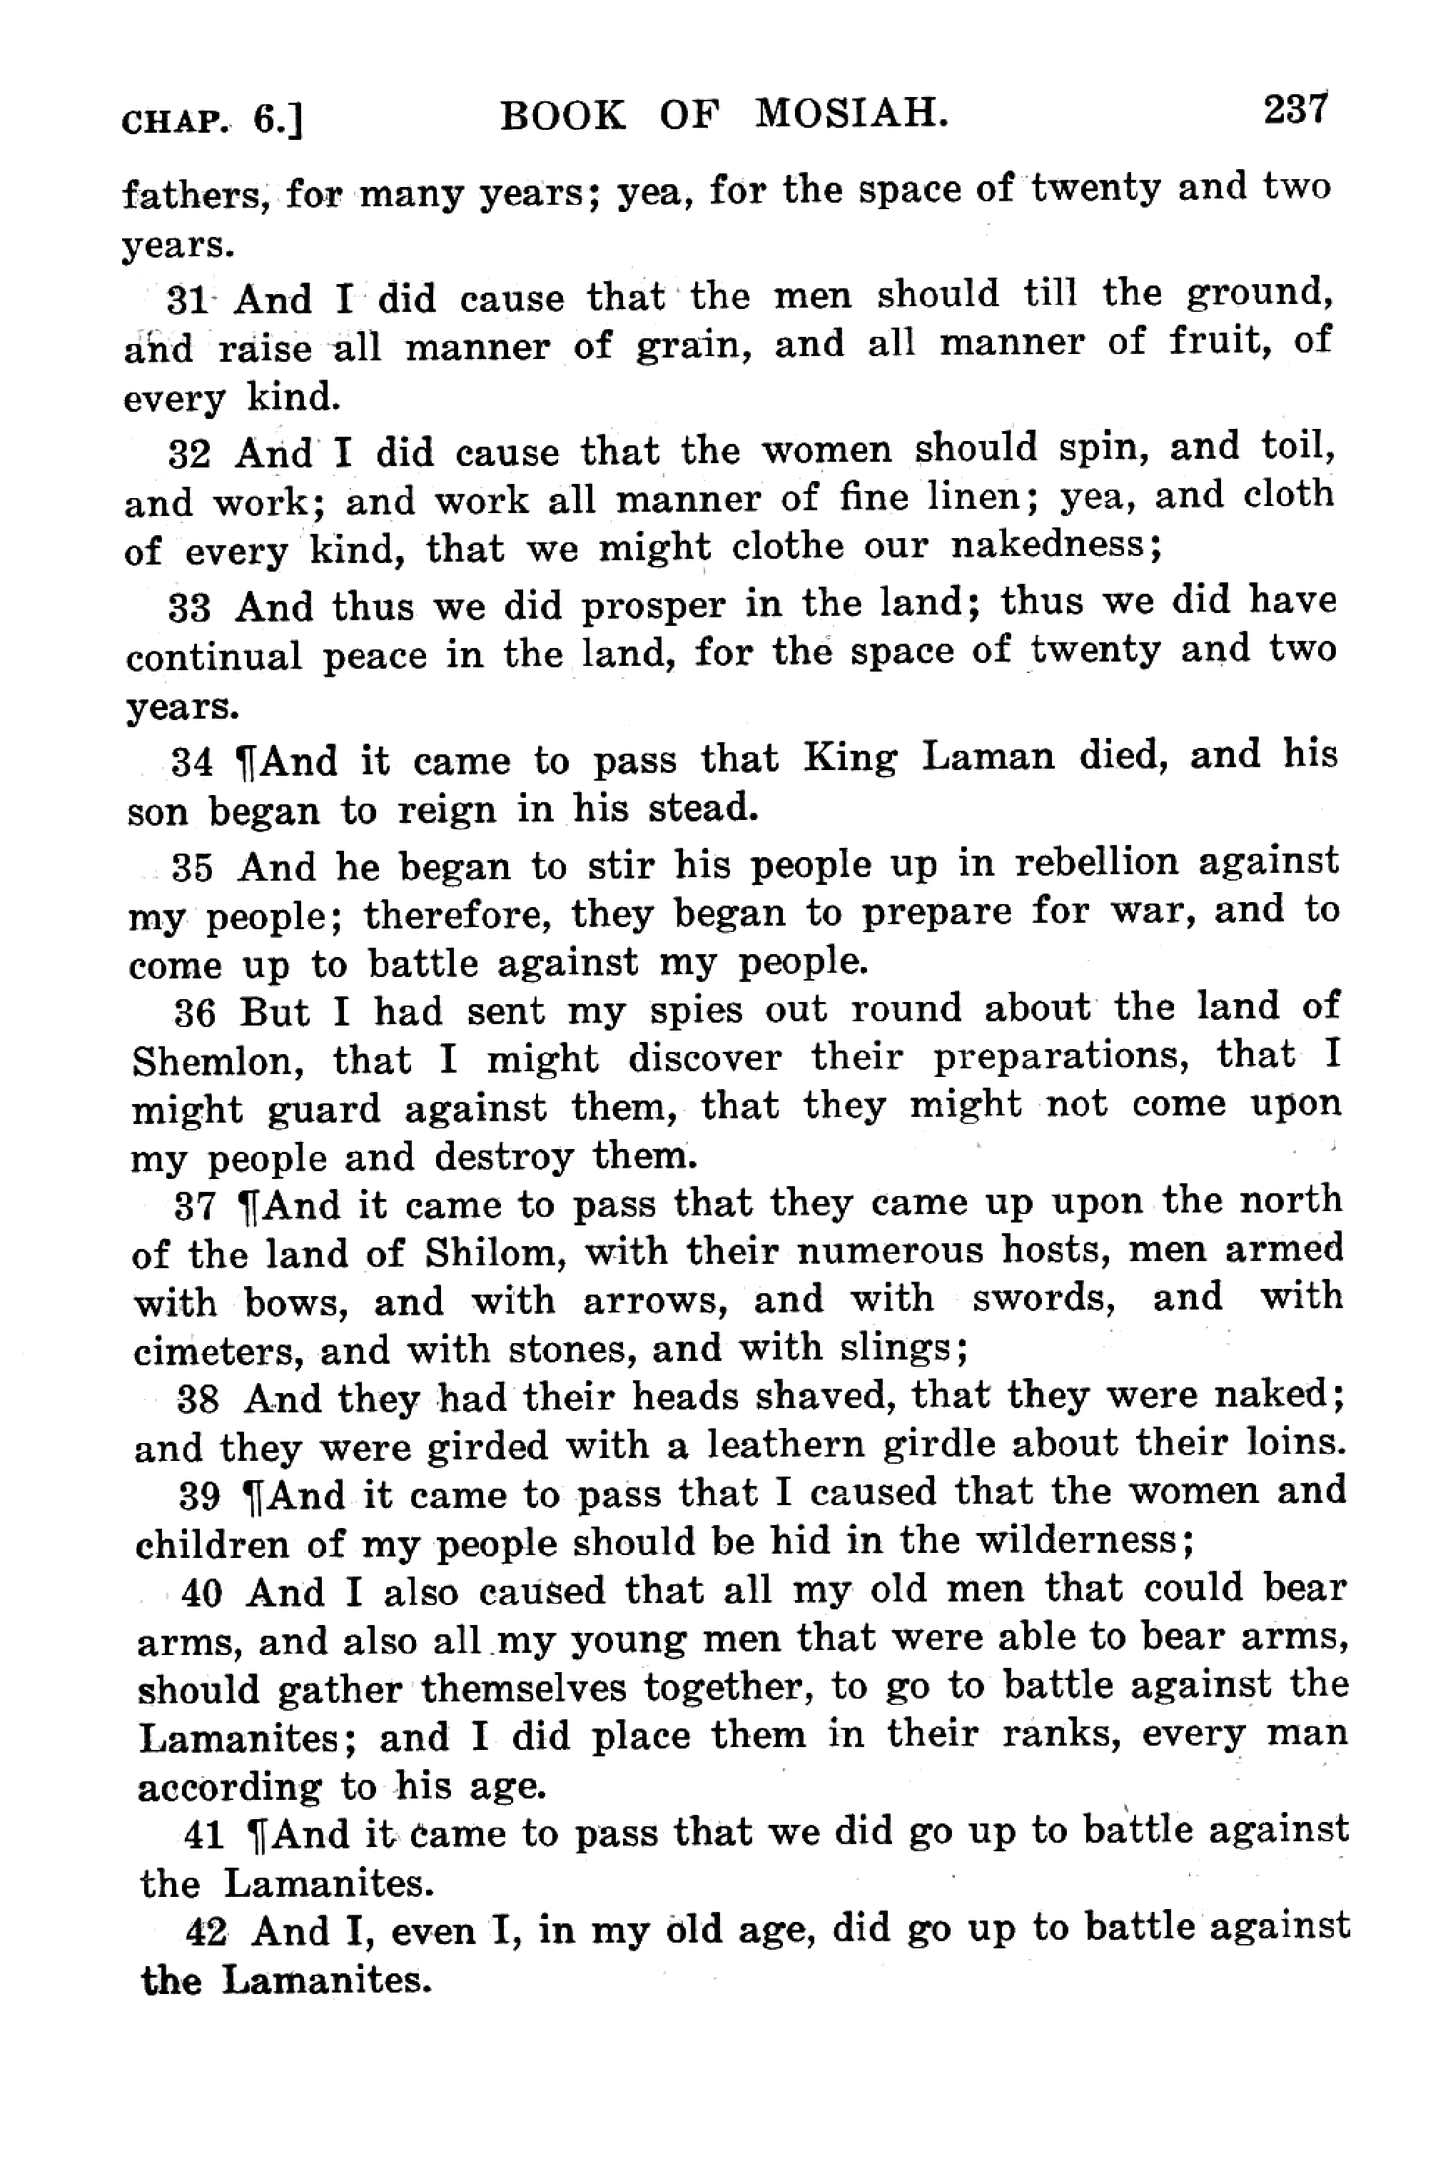 CHAP. 6.] BOOK OF MOSIAH. 237
fathers, for many years; yea, for the space of twenty and two
years.
31 And I did cause that the men should till the ground,
and raise all manner of grain, and all manner of fruit, of
every kind.
32 And I did cause that the women should spin, and toil,
and work; and work all manner of fine linen; yea, and cloth
of every kind, that we might clothe our nakedness;
33 And thus we did prosper in the land; thus we did have
continual peace in the land, for the space of twenty and two
years.
34 ¶And it came to pass that King Laman died, and his
son began to reign in his stead.
35 And he began to stir his people up in rebellion against
my people; therefore, they began to prepare for war, and to
come up to battle against my people.
36 But I had sent my spies out round about the land of
Shemlon, that I might discover their preparations, that I
might guard against them, that they might not come upon
my people and destroy them.
37 ¶And it came to pass that they came up upon the north
of the land of Shilom, with their numerous hosts, men armed
with bows, and with arrows, and with swords, and with
cimeters, and with stones, and with slings;
38 And they had their heads shaved, that they were naked;
and they were girded with a leathern girdle about their loins.
39 ¶And it came to pass that I caused that the women and
children of my people should be hid in the wilderness;
40 And I also caused that all my old men that could bear
arms, and also all my young men that were able to bear arms,
should gather themselves together, to go to battle against the
Lamanites; and I did place them in their ranks, every man
according to his age.
41 ¶And it came to pass that we did go up to battle against
the Lamanites.
42 And I, even I, in my old age, did go up to battle against
the Lamanites.